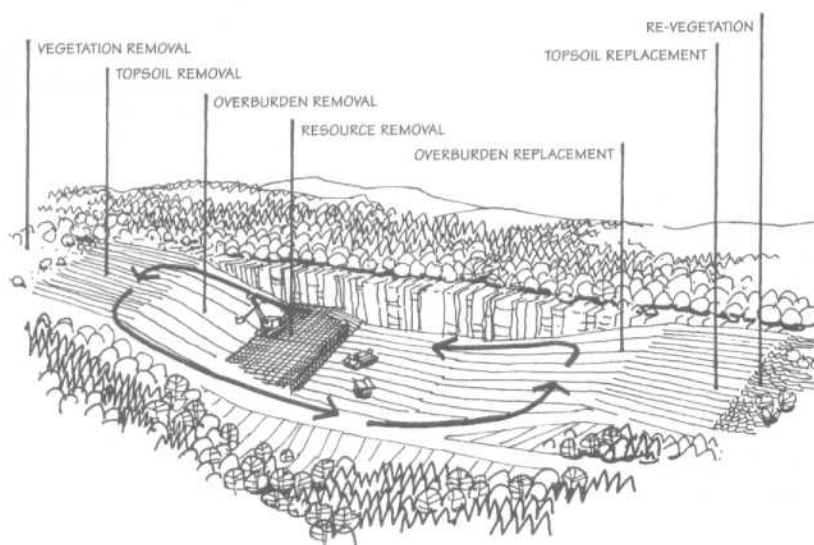 VEGETATION REMOVAL
TOPSOIL REMOVAL
OVERBURDEN REMOVAL
RESOURCE REMOVAL
RE-VEGETATION
TOPSOIL REPLACEMENT
OVERBURDEN REPLACEMENT